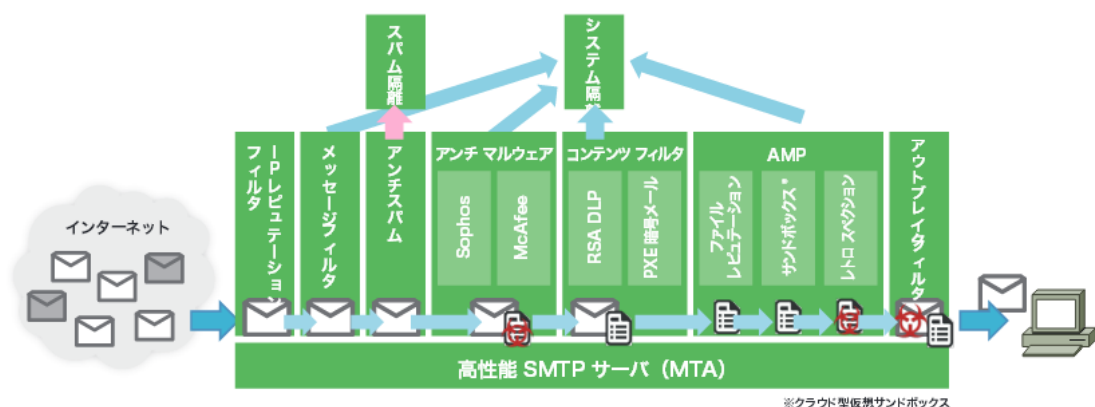 スパム隔離
システム隔離
IPレピュテーション
フィルタ
メッセージフィルタ
アンチスパム
アンチ マルウェア
Sophos
McAfee
コンテンツ フィルタ
RSA DLP
PXE 暗号メール
AMP
ファイル
レピュテーション
サンドボックス※
レトロスペクション
アウトブレイクフィルタ
インターネット
高性能 SMTP サーバ（MTA）
※クラウド型仮想サンドボックス